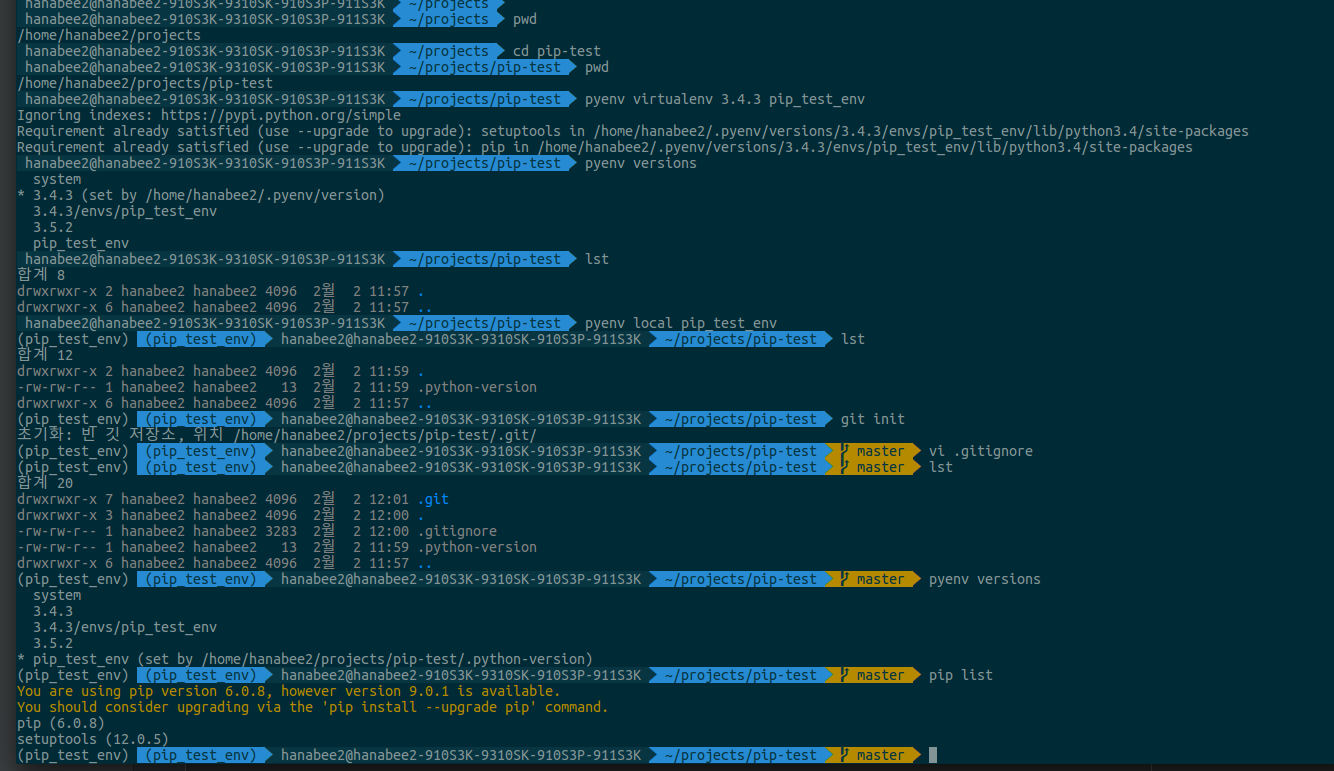 hanabee2@hanabee2-910S3K-9310SK-910S3P-911S3K ~/projects
hanabee2@hanabee2-910S3K-9310SK-910S3P-911S3K ~/projects pwd
/home/hanabee2/projects
hanabee2@hanabee2-910S3K-9310SK-910S3P-911S3K ~/projects cd pip-test
hanabee2@hanabee2-910S3K-9310SK-910S3P-911S3K ~/projects/pip-test pwd
/home/hanabee2/projects/pip-test
hanabee2@hanabee2-910S3K-9310SK-910S3P-911S3K ~/projects/pip-test pyenv virtualenv 3.4.3 pip_test_env
Ignoring indexes: https://pypi.python.org/simple
Requirement already satisfied (use --upgrade to upgrade): setuptools in /home/hanabee2/.pyenv/versions/3.4.3/envs/pip_test_env/lib/python3.4/site-packages
Requirement already satisfied (use --upgrade to upgrade): pip in /home/hanabee2/.pyenv/versions/3.4.3/envs/pip_test_env/lib/python3.4/site-packages
hanabee2@hanabee2-910S3K-9310SK-910S3P-911S3K ~/projects/pip-test pyenv versions
system
* 3.4.3 (set by /home/hanabee2/.pyenv/version)
3.4.3/envs/pip_test_env
3.5.2
pip_test_env
hanabee2@hanabee2-910S3K-9310SK-910S3P-911S3K ~/projects/pip-test lst
합계 8
drwxrwxr-x 2 hanabee2 hanabee2 4096 2월 2 11:57 .
drwxrwxr-x 6 hanabee2 hanabee2 4096 2월 2 11:57 ..
hanabee2@hanabee2-910S3K-9310SK-910S3P-911S3K ~/projects/pip-test pyenv local pip_test_env
(pip_test_env) (pip_test_env) hanabee2@hanabee2-910S3K-9310SK-910S3P-911S3K ~/projects/pip-test lst
합계 12
drwxrwxr-x 2 hanabee2 hanabee2 4096 2월 2 11:59 .
-rw-rw-r-- 1 hanabee2 hanabee2 13 2월 2 11:59 .python-version
drwxrwxr-x 6 hanabee2 hanabee2 4096 2월 2 11:57 ..
(pip_test_env) (pip_test_env) hanabee2@hanabee2-910S3K-9310SK-910S3P-911S3K ~/projects/pip-test git init
초기화: 빈 깃 저장소, 위치 /home/hanabee2/projects/pip-test/.git/
(pip_test_env) (pip_test_env) hanabee2@hanabee2-910S3K-9310SK-910S3P-911S3K ~/projects/pip-test master vi .gitignore
(pip_test_env) (pip_test_env) hanabee2@hanabee2-910S3K-9310SK-910S3P-911S3K ~/projects/pip-test master lst
합계 20
drwxrwxr-x 7 hanabee2 hanabee2 4096 2월 2 12:01 .git
drwxrwxr-x 3 hanabee2 hanabee2 4096 2월 2 12:00 .
-rw-rw-r-- 1 hanabee2 hanabee2 3283 2월 2 12:00 .gitignore
-rw-rw-r-- 1 hanabee2 hanabee2 13 2월 2 11:59 .python-version
drwxrwxr-x 6 hanabee2 hanabee2 4096 2월 2 11:57 ..
(pip_test_env) (pip_test_env) hanabee2@hanabee2-910S3K-9310SK-910S3P-911S3K ~/projects/pip-test master pyenv versions
system
3.4.3
3.4.3/envs/pip_test_env
3.5.2
* pip_test_env (set by /home/hanabee2/projects/pip-test/.python-version)
(pip_test_env) (pip_test_env) hanabee2@hanabee2-910S3K-9310SK-910S3P-911S3K ~/projects/pip-test master pip list
You are using pip version 6.0.8, however version 9.0.1 is available.
You should consider upgrading via the 'pip install --upgrade pip' command.
pip (6.0.8)
setuptools (12.0.5)
(pip_test_env) (pip_test_env) hanabee2@hanabee2-910S3K-9310SK-910S3P-911S3K ~/projects/pip-test master